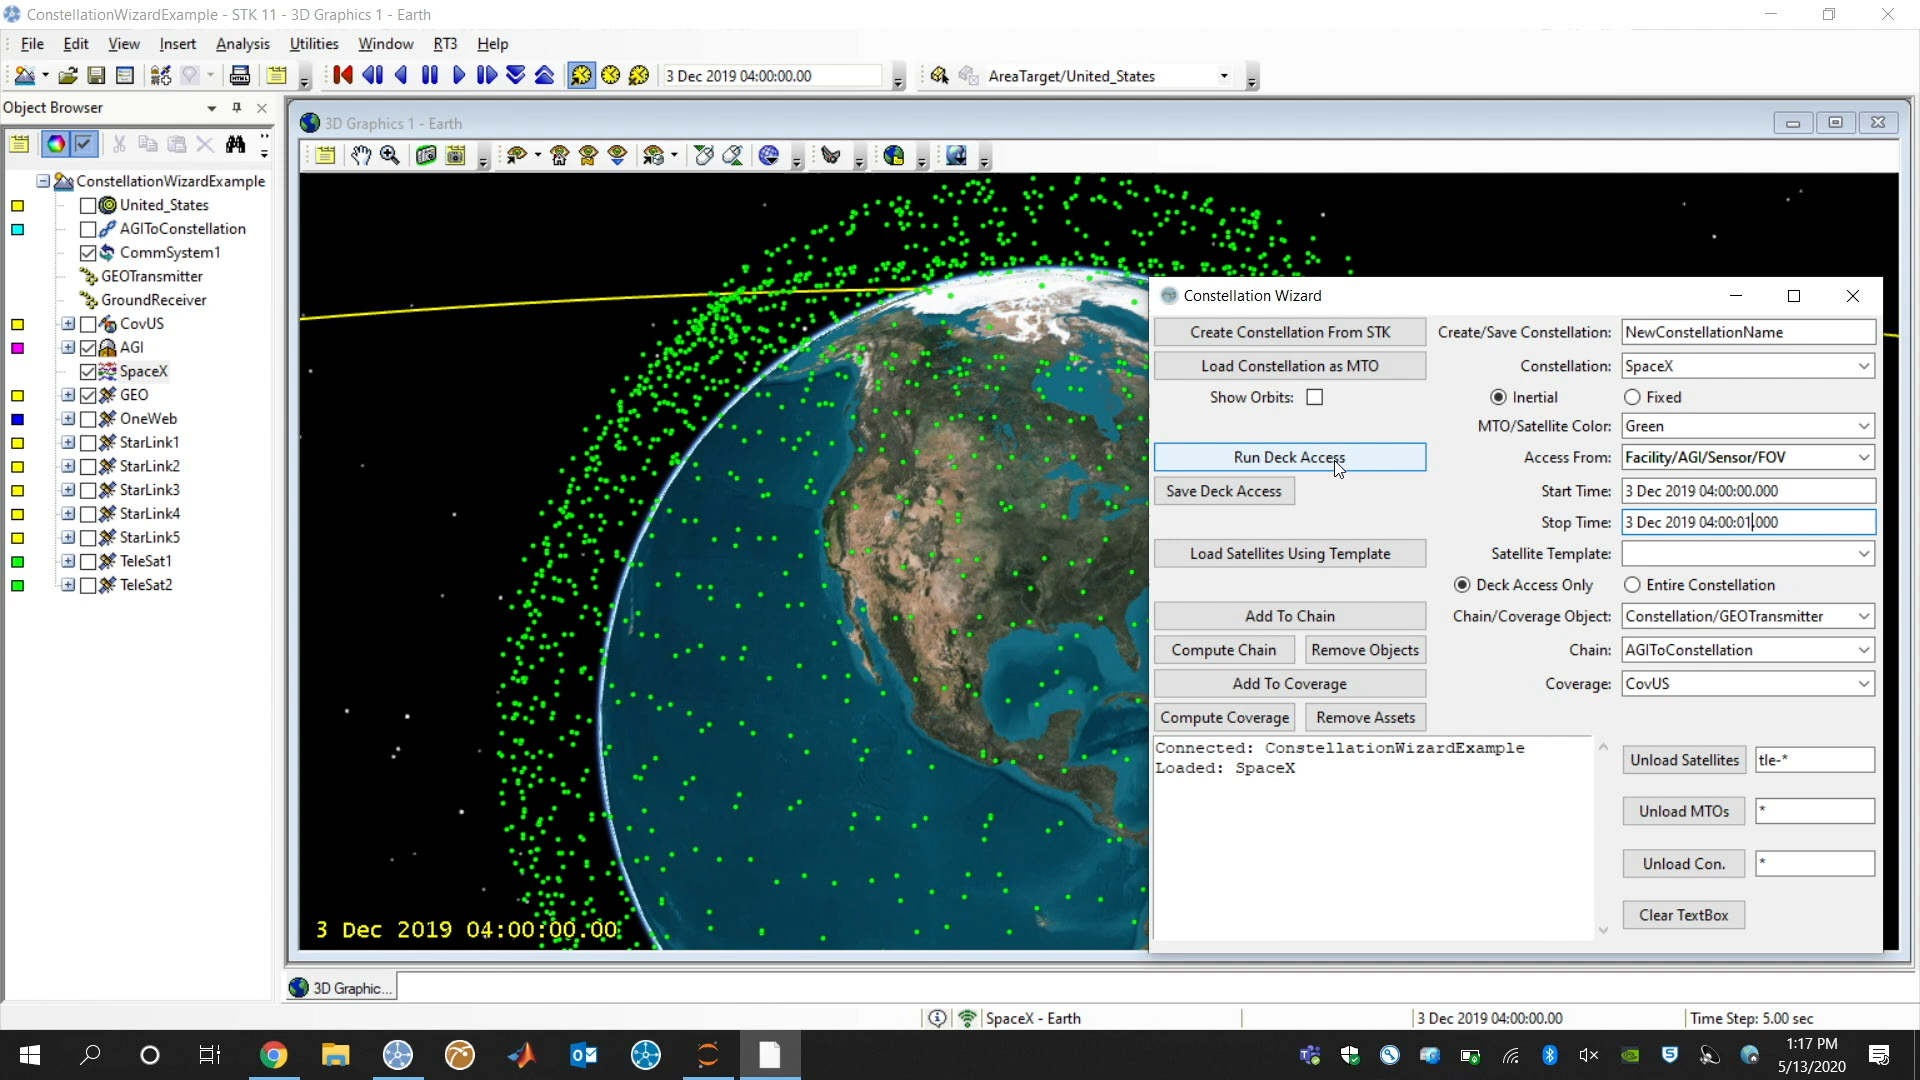 ConstellationWizardExample - STK 11 - 3D Graphics 1 - Earth
File Edit View Insert Analysis Utilities Window RT3 Help
3 Dec 2019 04:00:00.00
AreaTarget/United_States
Object Browser
3D Graphics 1 - Earth
ConstellationWizardExample
United_States
AGIToConstellation
CommSystem1
GEOTransmitter
GroundReceiver
CovUS
AGI
SpaceX
GEO
OneWeb
StarLink1
StarLink2
StarLink3
StarLink4
StarLink5
TeleSat1
TeleSat2
3 Dec 2019 04:00:00.00
Constellation Wizard
Create Constellation From STK Create/Save Constellation: NewConstellationName
Load Constellation as MTO Constellation: SpaceX
Show Orbits: Inertial Fixed
MTO/Satellite Color: Green
Run Deck Access Access From: Facility/AGI/Sensor/FOV
Save Deck Access Start Time: 3 Dec 2019 04:00:00.000
Stop Time: 3 Dec 2019 04:00:01.000
Load Satellites Using Template Satellite Template:
Deck Access Only Entire Constellation
Add To Chain Chain/Coverage Object: Constellation/GEOTransmitter
Compute Chain Remove Objects Chain: AGIToConstellation
Add To Coverage Coverage: CovUS
Compute Coverage Remove Assets
Connected: ConstellationWizardExample
Loaded: SpaceX
Unload Satellites tle-*
Unload MTOs *
Unload Con. *
Clear TextBox
3D Graphic...
SpaceX - Earth
3 Dec 2019 04:00:00.00
Time Step: 5.00 sec
1:17 PM
5/13/2020